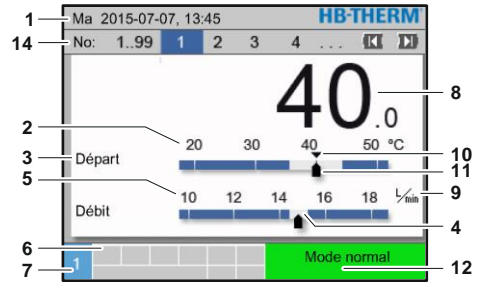 1 Ma 2015-07-07, 13:45 HB-THERM
14 No: 1..99 1 2 3 4 ...
40.0 8
2 20 30 40 50 °C 10
3 Départ 11
5 10 12 14 16 18 L/min 9
Débit 4
6 Mode normal
7 1 12